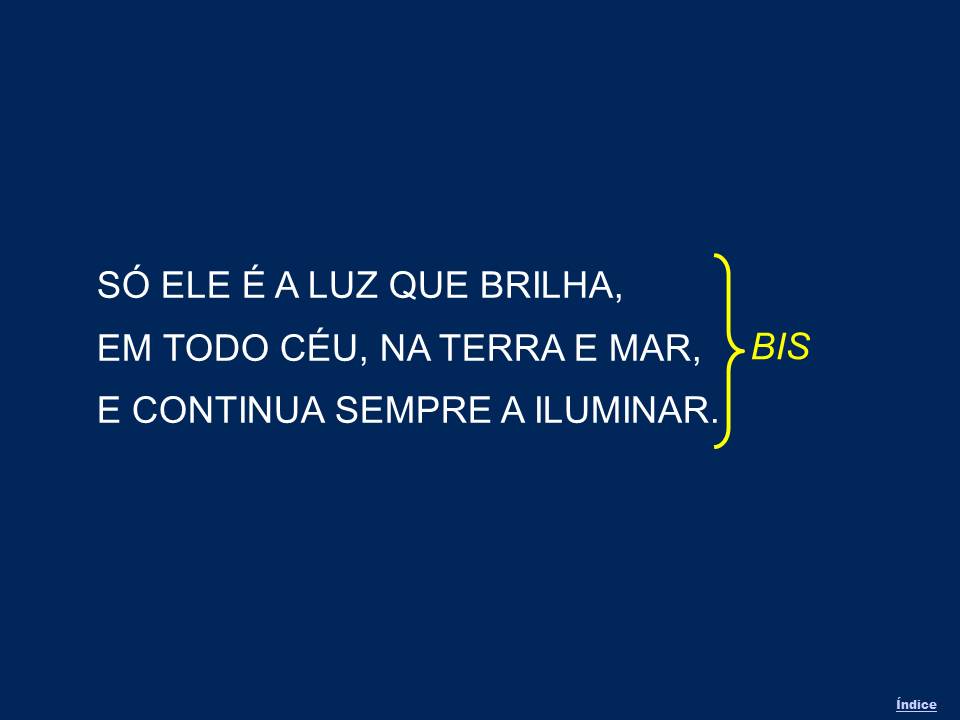 SÓ ELE É A LUZ QUE BRILHA,
EM TODO CÉU, NA TERRA E MAR,
E CONTINUA SEMPRE A ILUMINAR.
BIS
Índice